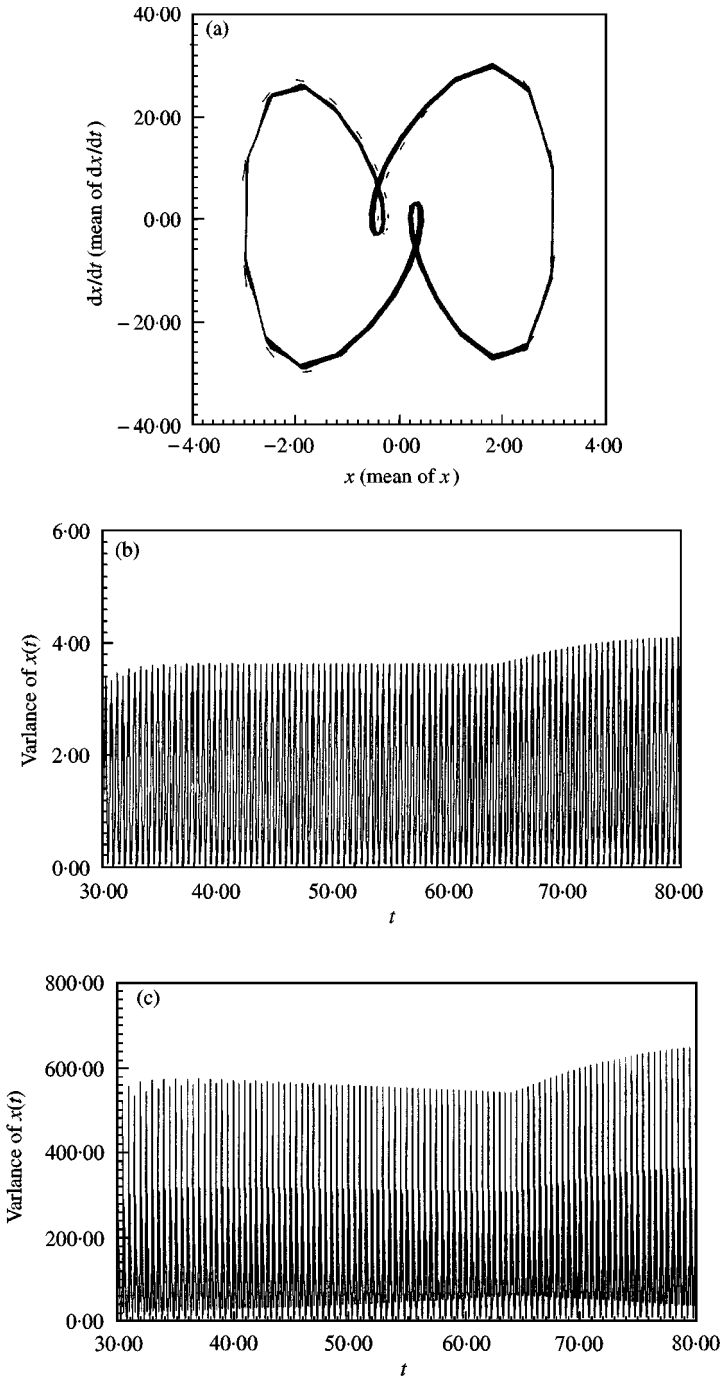 (a)
40·00
20·00
0·00
−20·00
−40·00
dx/dt (mean of dx/dt)
−4·00 −2·00 0·00 2·00 4·00
x (mean of x)
(b)
6·00
4·00
2·00
0·00
Varlance of x(t)
30·00 40·00 50·00 60·00 70·00 80·00
t
(c)
800·00
600·00
400·00
200·00
0·00
Varlance of x(t)
30·00 40·00 50·00 60·00 70·00 80·00
t